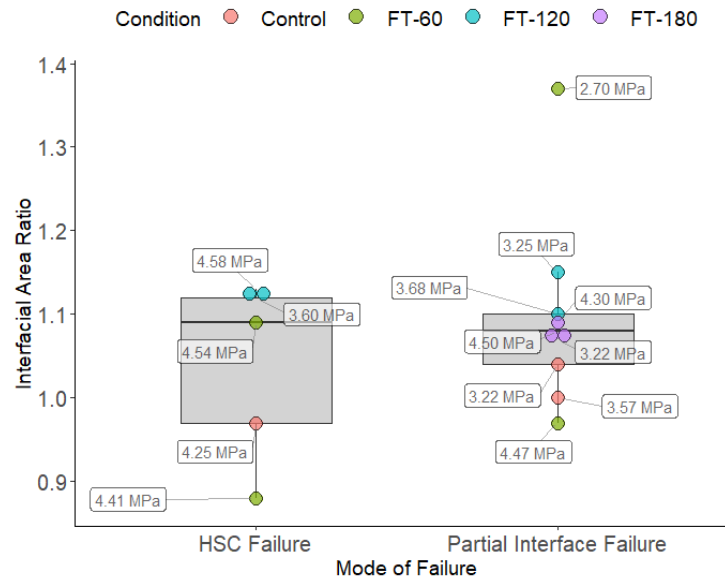 Condition Control FT-60 FT-120 FT-180
1.4
2.70 MPa
1.3
1.2
4.58 MPa
3.25 MPa
3.68 MPa
4.30 MPa
3.60 MPa
1.1
4.54 MPa
4.50 MPa
3.22 MPa
1.0
3.22 MPa
3.57 MPa
4.25 MPa
4.47 MPa
0.9
4.41 MPa
Interfacial Area Ratio
HSC Failure
Partial Interface Failure
Mode of Failure